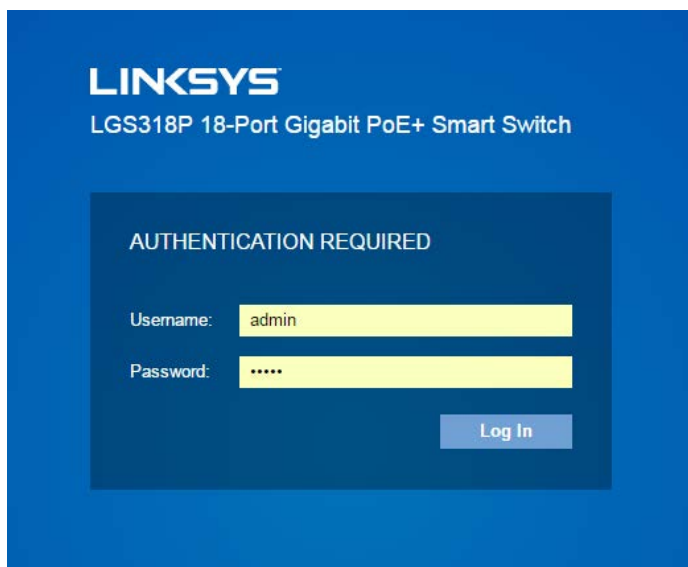 LINKSYS
LGS318P 18-Port Gigabit PoE+ Smart Switch
AUTHENTICATION REQUIRED
Username: admin
Password: •••••
Log In